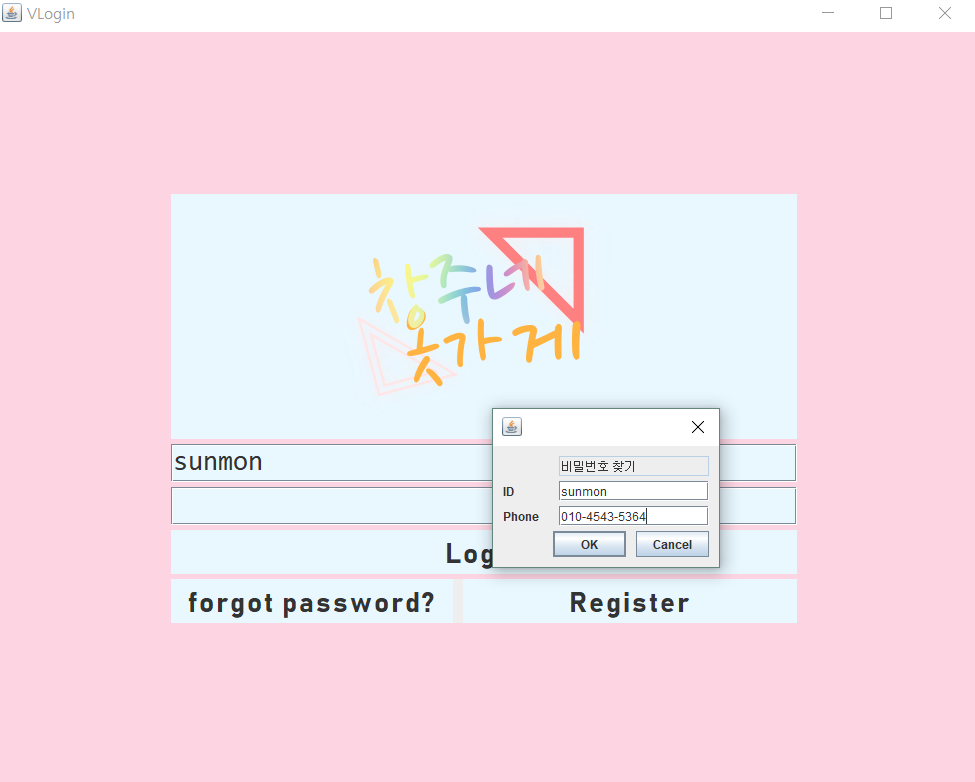 VLogin
창주네
옷가게
sunmon
비밀번호 찾기
ID
sunmon
Phone
010-4543-5364
OK
Cancel
Log
forgot password?
Register